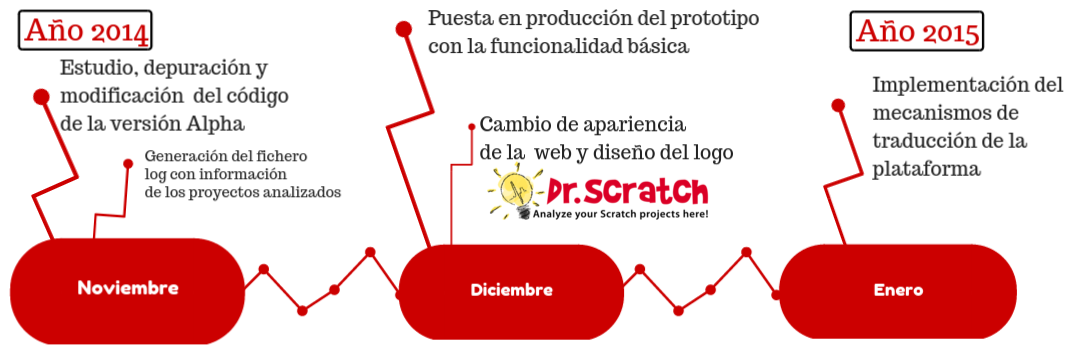 Año 2014
Estudio, depuración y
modificación del código
de la versión Alpha
Generación del fichero
log con información
de los proyectos analizados
Noviembre
Puesta en producción del prototipo
con la funcionalidad básica
Cambio de apariencia
de la web y diseño del logo
Dr.Scratch
Analyze your Scratch projects here!
Diciembre
Año 2015
Implementación del
mecanismos de
traducción de la
plataforma
Enero